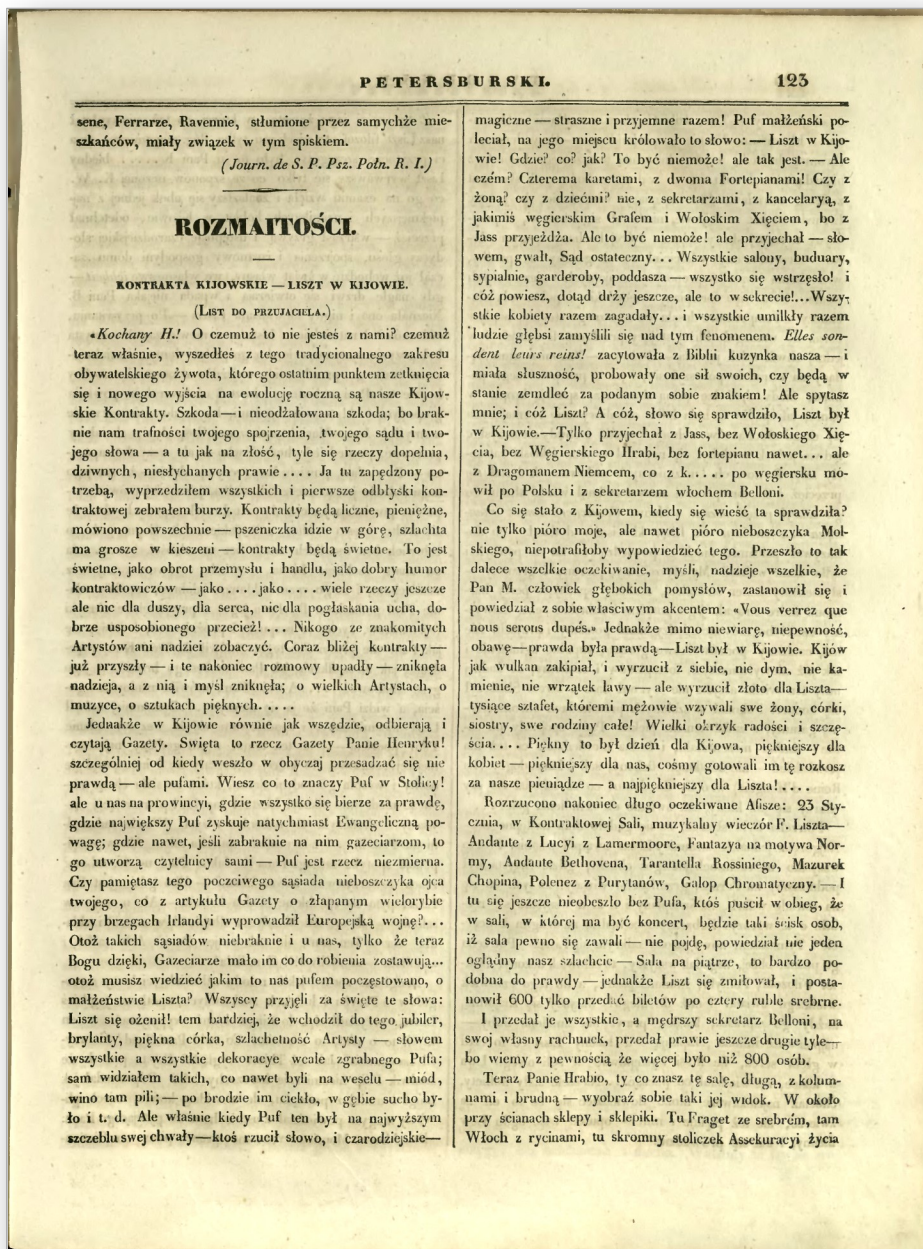 PETERSBURSKI.
123
sene, Ferrarze, Ravennie, stłumione przez samychże mie-
szkańców, miały związek w tym spiskiem.
(Journ. de S. P. Psz. Połn. R. I.)
ROZMAITOŚCI.
KONTRAKTA KIJOWSKIE — LISZT W KIJOWIE.
(LIST DO PRZYJACIELA.)
«Kochany H.! O czemuż to nie jesteś z nami? czemuż
teraz właśnie, wyszedłeś z tego tradycionalnego zakresu
obywatelskiego żywota, którego ostatnim punktem zetknięcia
się i nowego wyjścia na ewolucję roczną są nasze Kijow-
skie Kontrakty. Szkoda—i nieodżałowana szkoda; bo brak-
nie nam trafności twojego spojrzenia, twojego sądu i two-
jego słowa — a tu jak na złość, tyle się rzeczy dopełnia,
dziwnych, niesłychanych prawie .... Ja tu zapędzony po-
trzebą, wyprzedziłem wszystkich i pierwsze odbłyski kon-
traktowej zebrałem burzy. Kontrakty będą liczne, pieniężne,
mówiono powszechnie — pszeniczka idzie w górę, szlachta
ma grosze w kieszeni — kontrakty będą świetne. To jest
świetne, jako obrot przemysłu i handlu, jako dobry humor
kontraktowiczów — jako .... jako .... wiele rzeczy jeszcze
ale nic dla duszy, dla serca, nic dla pogłaskania ucha, do-
brze usposobionego przecież! ... Nikogo ze znakomitych
Artystów ani nadziei zobaczyć. Coraz bliżej kontrakty—
już przyszły — i te nakoniec rozmowy upadły — zniknęła
nadzieja, a z nią i myśl zniknęła; o wielkich Artystach, o
muzyce, o sztukach pięknych.....
Jednakże w Kijowie równie jak wszędzie, odbierają i
czytają Gazety. Swięta to rzecz Gazety Panie Henryku!
szczególniej od kiedy weszło w obyczaj przesadzać się nie
prawdą — ale pufami. Wiesz co to znaczy Puf w Stolicy!
ale u nas na prowincyi, gdzie wszystko się bierze za prawdę,
gdzie największy Puf zyskuje natychmiast Ewangeliczną po-
wagę; gdzie nawet, jeśli zabraknie na nim gazeciarzom, to
go utworzą czytelnicy sami — Puf jest rzecz niezmierna.
Czy pamiętasz tego poczciwego sąsiada nieboszczyka ojca
twojego, co z artykułu Gazety o złapanym wielorybie
przy brzegach Irlandyi wyprowadził Europejską wojnę?...
Otoż takich sąsiadów niebraknie i u nas, tylko że teraz
Bogu dzięki, Gazeciarze mało im co do robienia zostawują...
otoż musisz wiedzieć jakim to nas pufem poczęstowano, o
małżeństwie Liszta? Wszyscy przyjęli za święte te słowa:
Liszt się ożenił! tem bardziej, że wchodził do tego jubiler,
brylanty, piękna córka, szlachetność Artysty — słowem
wszystkie a wszystkie dekoracye wcale zgrabnego Pufa;
sam widziałem takich, co nawet byli na weselu — miód,
wino tam pili; — po brodzie im ciekło, w gębie sucho by-
ło i t. d. Ale właśnie kiedy Puf ten był na najwyższym
szczeblu swej chwały—ktoś rzucił słowo, i czarodziejskie—
magiczne — straszne i przyjemne razem! Puf małżeński po-
leciał, na jego miejscu królowało to słowo: — Liszt w Kijo-
wie! Gdzie? co? jak? To być niemoże! ale tak jest. — Ale
czém? Czterema karetami, z dwoma Fortepianami! Czy z
żoną? czy z dziećmi? nie, z sekretarzami, z kancelaryą, z
jakimiś węgierskim Grafem i Wołoskim Xięciem, bo z
Jass przyjeżdża. Ale to być niemoże! ale przyjechał — sło-
wem, gwałt, Sąd ostateczny... Wszystkie salony, buduary,
sypialnie, garderoby, poddasza — wszystko się wstrzęsło! i
cóż powiesz, dotąd drży jeszcze, ale to w sekrecie!...Wszy-
stkie kobiety razem zagadały... i wszystkie umilkły razem
ludzie głębsi zamyślili się nad tym fenomenem. Elles son-
dent leurs reins! zacytowała z Biblii kuzynka nasza — i
miała słuszność, probowały one sił swoich, czy będą w
stanie zemdleć za podanym sobie znakiem! Ale spytasz
mnie; i cóż Liszt? A cóż, słowo się sprawdziło, Liszt był
w Kijowie.—Tylko przyjechał z Jass, bez Wołoskiego Xię-
cia, bez Węgierskiego Hrabi, bez fortepianu nawet... ale
z Dragomanem Niemcem, co z k..... po węgiersku mo-
wił po Polsku i z sekretarzem włochem Belloni.
Co się stało z Kijowem, kiedy się wieść ta sprawdziła?
nie tylko pióro moje, ale nawet pióro nieboszczyka Mol-
skiego, niepotrafiłoby wypowiedzieć tego. Przeszło to tak
dalece wszelkie oczekiwanie, myśli, nadzieje wszelkie, że
Pan M. człowiek głębokich pomysłów, zastanowił się i
powiedział z sobie właściwym akcentem: «Vous verrez que
nous serons dupés.» Jednakże mimo niewiarę, niepewność,
obawę—prawda była prawdą—Liszt był w Kijowie. Kijów
jak wulkan zakipiał, i wyrzucił z siebie, nie dym, nie ka-
mienie, nie wrzątek lawy — ale wyrzucił złoto dla Liszta—
tysiące sztafet, któremi mężowie wzywali swe żony, córki,
siostry, swe rodziny całe! Wielki okrzyk radości i szczę-
ścia.... Piękny to był dzień dla Kijowa, piękniejszy dla
kobiet — piękniejszy dla nas, cośmy gotowali im tę rozkosz
za nasze pieniądze — a najpiękniejszy dla Liszta!....
Rozrzucono nakoniec długo oczekiwane Afisze: 23 Sty-
cznia, w Kontraktowej Sali, muzykalny wieczór F. Liszta—
Andante z Lucyi z Lamermoore, Fantazya na motywa Nor-
my, Andante Bethovena, Tarantella Rossiniego, Mazurek
Chopina, Polenez z Purytanów, Galop Chromatyczny. — I
tu się jeszcze nieobeszło bez Pufa, któś puścił w obieg, że
w sali, w której ma być koncert, będzie taki ścisk osob,
iż sala pewno się zawali — nie pojdę, powiedział nie jeden
oglądny nasz szlachcic — Sala na piątrze, to bardzo po-
dobna do prawdy — jednakże Liszt się zmiłował, i posta-
nowił 600 tylko przedać biletów po cztery ruble srebrne.
I przedał je wszystkie, a mędrszy sekretarz Belloni, na
swoj własny rachunek, przedał prawie jeszcze drugie tyle—
bo wiemy z pewnością że więcej było niż 800 osób.
Teraz Panie Hrabio, ty co znasz tę salę, długą, z kolum-
nami i brudną — wyobraź sobie taki jej widok. W około
przy ścianach sklepy i sklepiki. Tu Fraget ze srebrém, tam
Włoch z rycinami, tu skromny stoliczek Assekuracyi życia